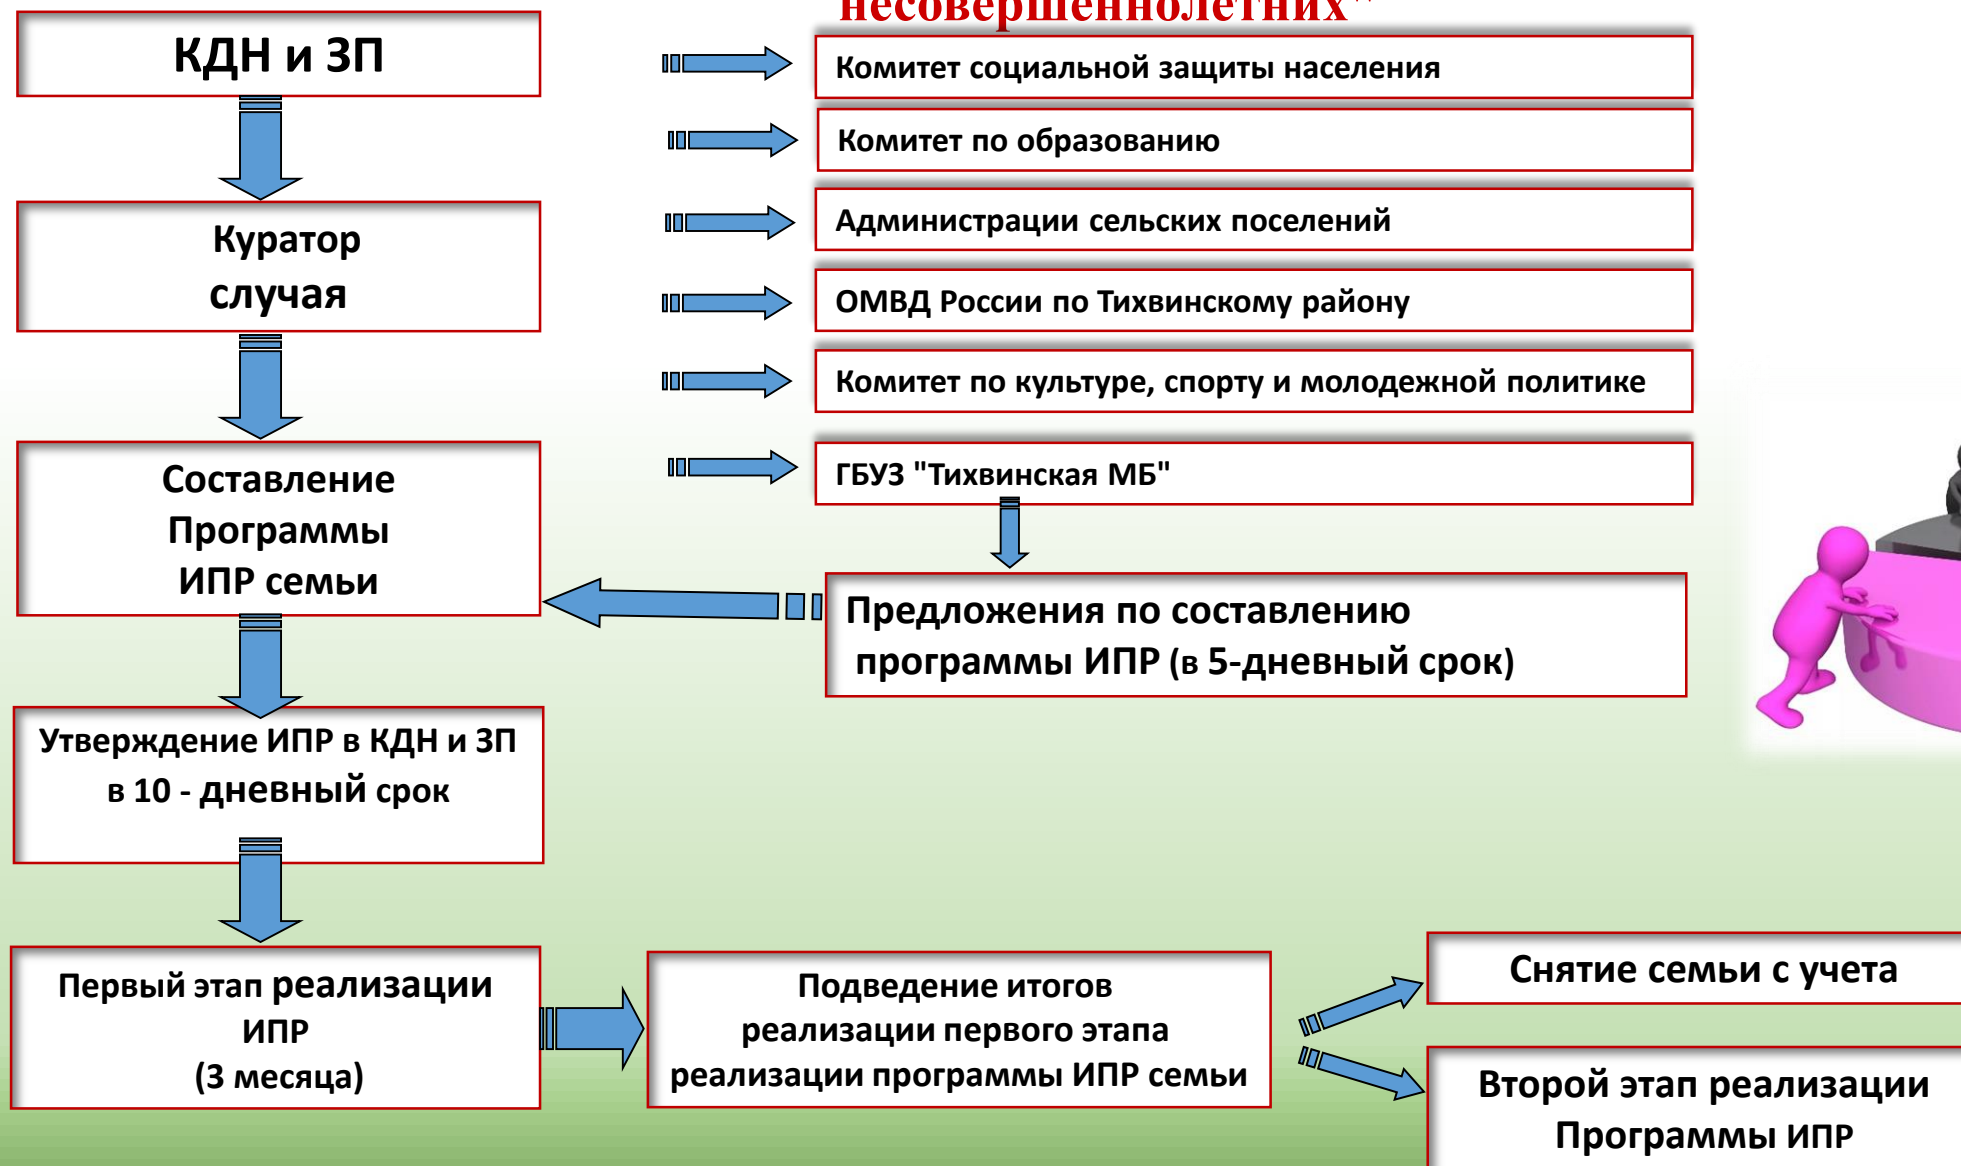 несовершеннолетних"
КДН и ЗП
Куратор
случая
Составление
Программы
ИПР семьи
Утверждение ИПР в КДН и ЗП
в 10 - дневный срок
Первый этап реализации
ИПР
(3 месяца)
Комитет социальной защиты населения
Комитет по образованию
Администрации сельских поселений
ОМВД России по Тихвинскому району
Комитет по культуре, спорту и молодежной политике
ГБУЗ "Тихвинская МБ"
Предложения по составлению
программы ИПР (в 5-дневный срок)
Подведение итогов
реализации первого этапа
реализации программы ИПР семьи
Снятие семьи с учета
Второй этап реализации
Программы ИПР